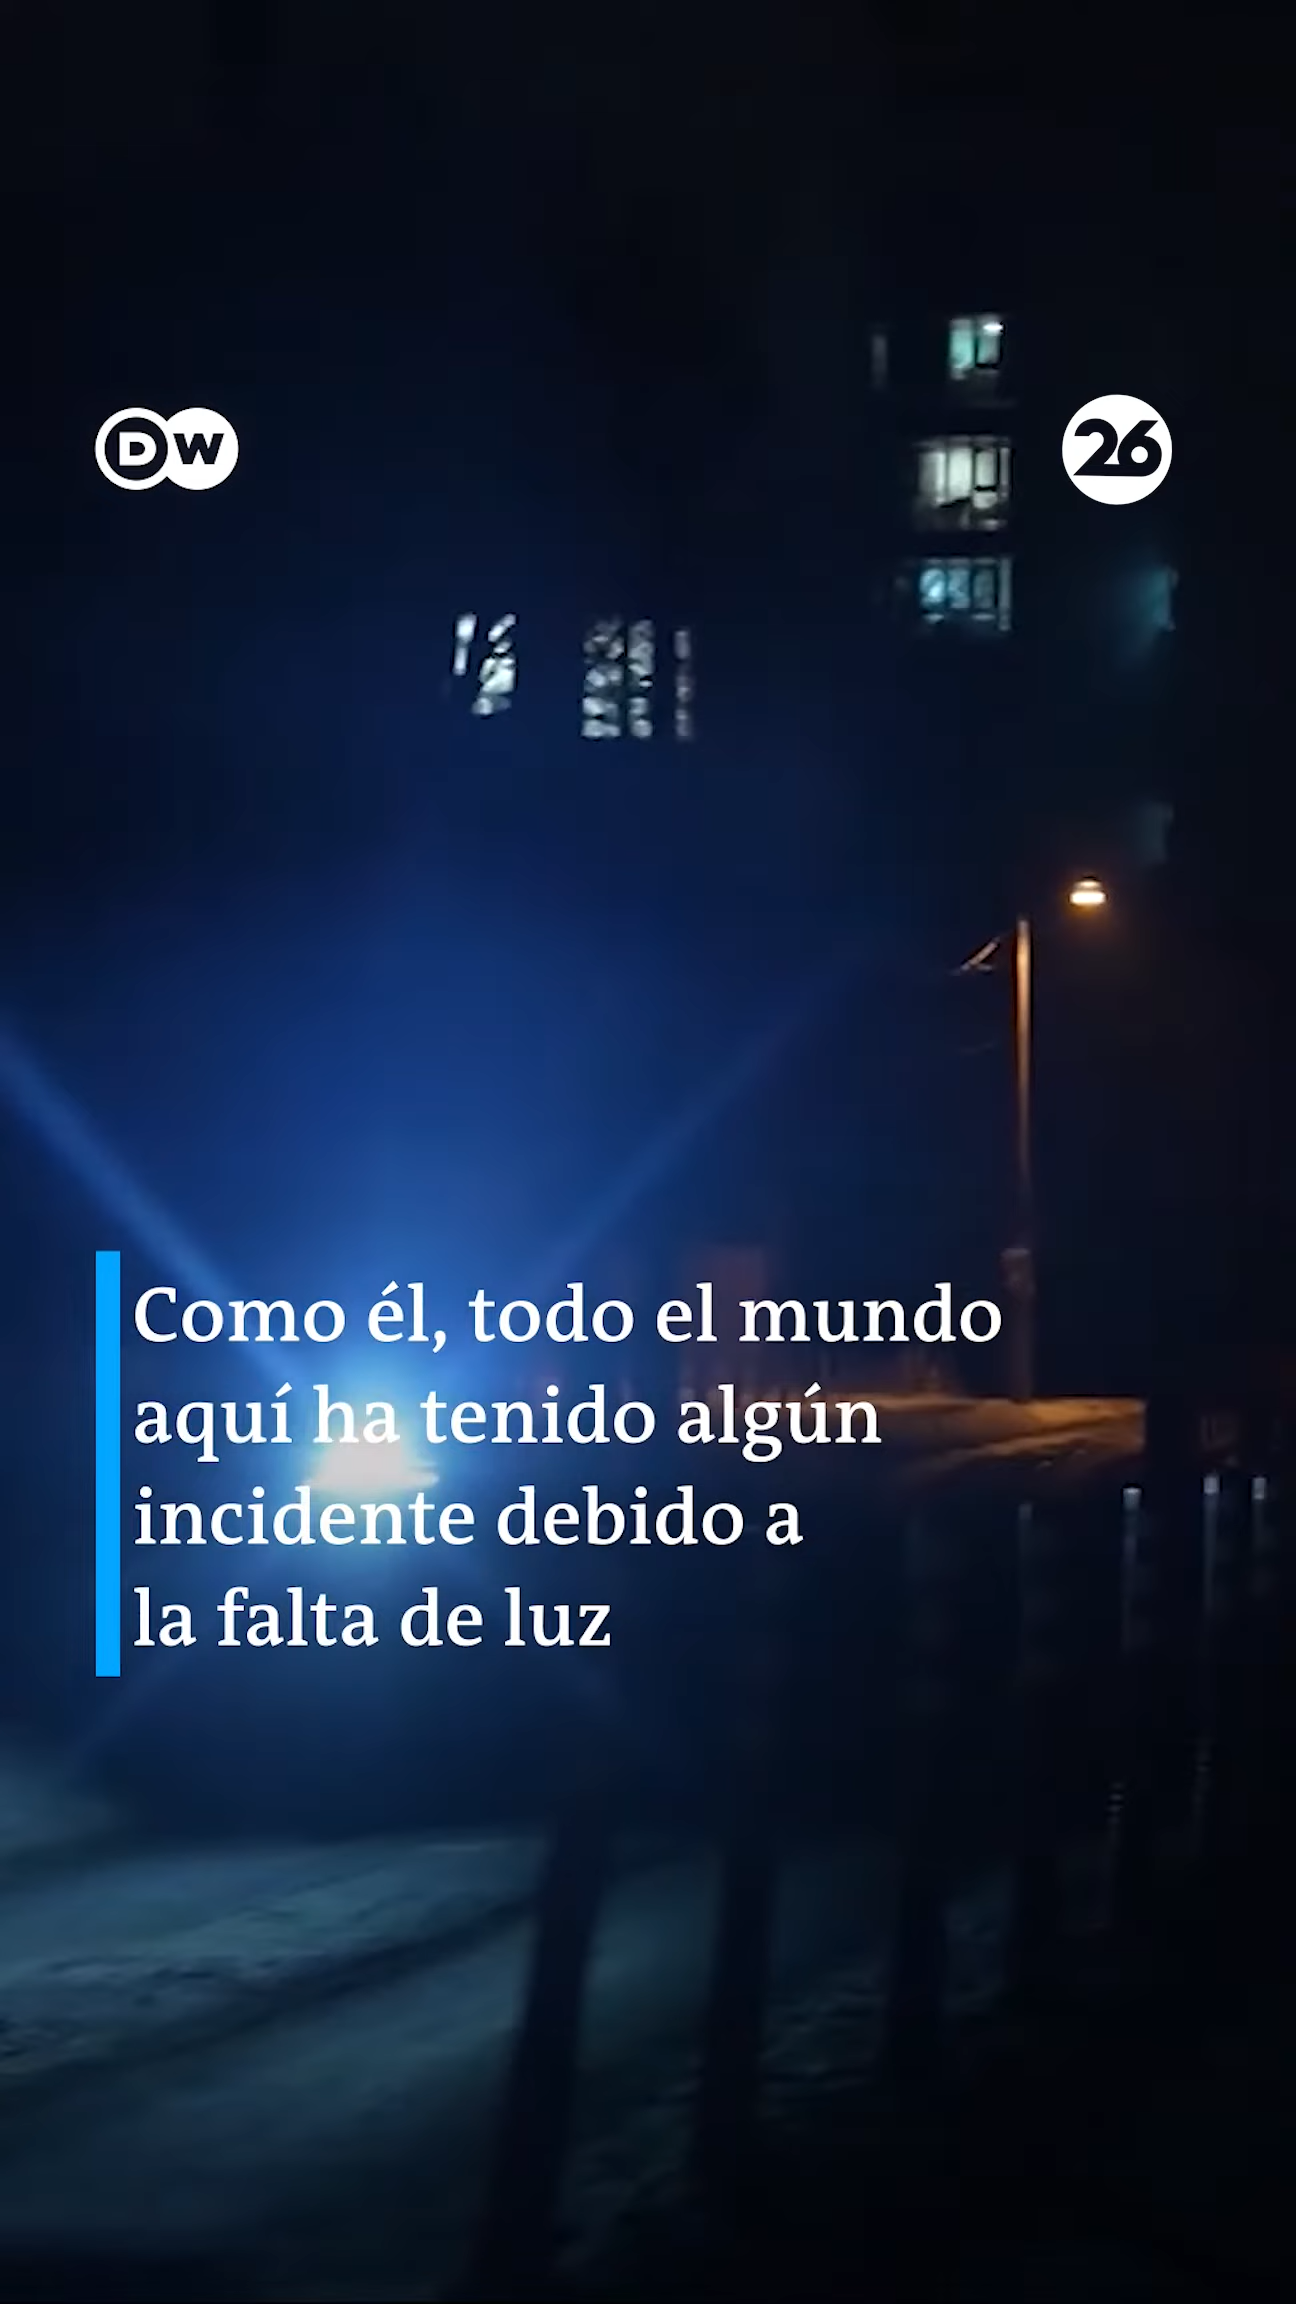 DW
26
Como él, todo el mundo
aquí ha tenido algún
incidente debido a
la falta de luz